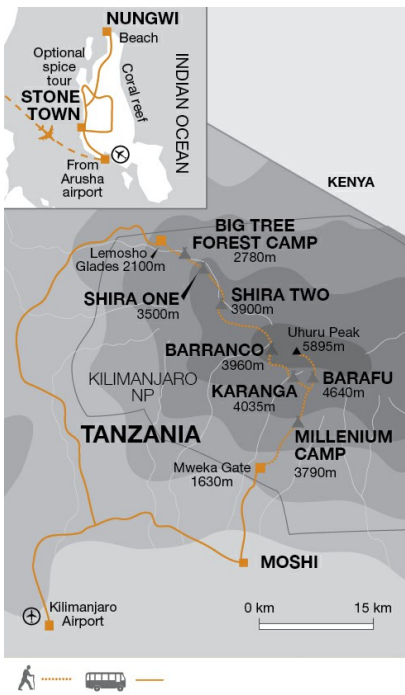 NUNGWI
Beach
Optional
spice
tour
Coral reef
INDIAN OCEAN
STONE
TOWN
From
Arusha
airport
KENYA
BIG TREE
FOREST CAMP
2780m
Lemosho
Glades 2100m
SHIRA ONE
3500m
SHIRA TWO
3900m
Uhuru Peak
5895m
BARRANCO
3960m
KILIMANJARO
NP
KARANGA
4035m
BARAFU
4640m
TANZANIA
MILLENIUM
CAMP
3790m
Mweka Gate
1630m
MOSHI
Kilimanjaro
Airport
0 km
15 km